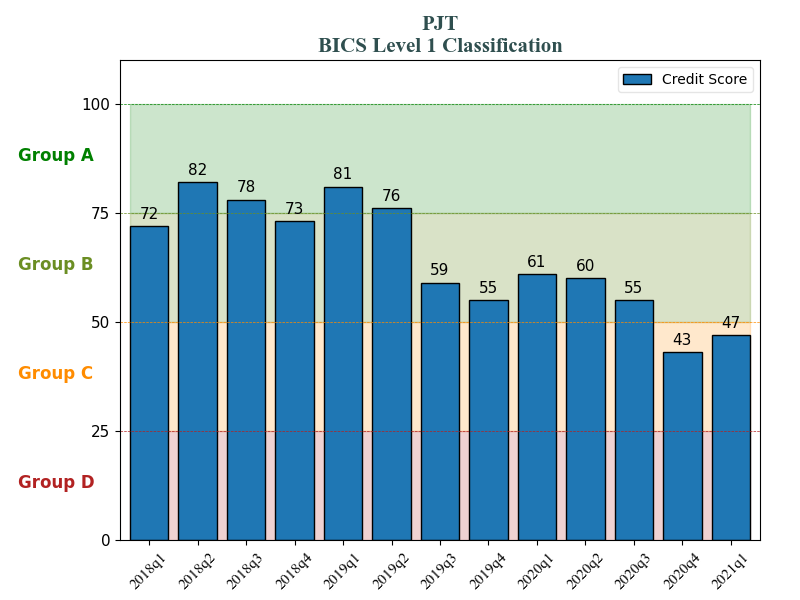 PJT
BICS Level 1 Classification
Credit Score
100
Group A
82
81
78
76
73
72
75
Group B
61
60
59
55
55
50
47
43
Group C
25
Group D
0
2018q1
2018q2
2018q3
2018q4
2019q1
2019q2
2019q3
2019q4
2020q1
2020q2
2020q3
2020q4
2021q1